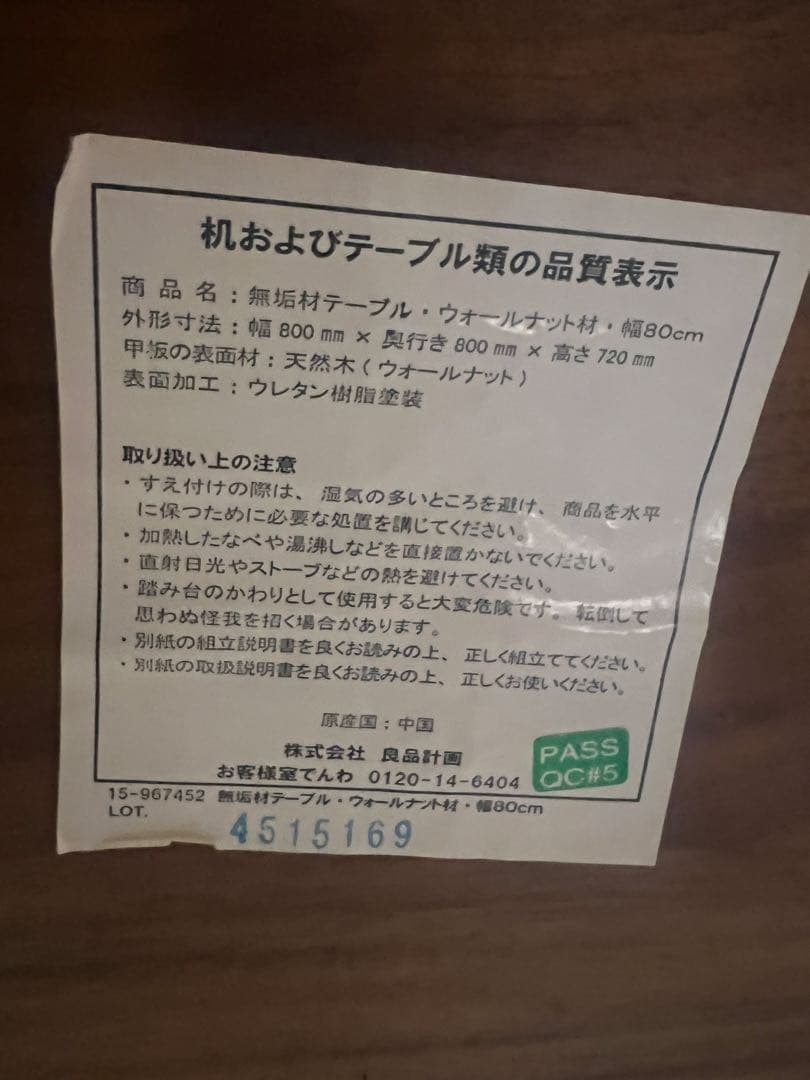 机およびテーブル類の品質表示
商品名：無垢材テーブル・ウォールナット材・幅80cm
外形寸法：幅800mm×奥行き800mm×高さ720mm
甲板の表面材：天然木(ウォールナット)
表面加工：ウレタン樹脂塗装
取り扱い上の注意
・すえ付けの際は、湿気の多いところを避け、商品を水平
に保つために必要な処置を講じてください。
・加熱したなべや湯沸しなどを直接置かないでください。
・直射日光やストーブなどの熱を避けてください。
・踏み台のかわりとして使用すると大変危険です。転倒して
思わぬ怪我を招く場合があります。
・別紙の組立説明書を良くお読みの上、正しく組立ててください。
・別紙の取扱説明書を良くお読みの上、正しくお使いください。
原産国：中国
株式会社 良品計画
お客様室でんわ 0120-14-6404
PASS
QC#5
15-967452 無垢材テーブル・ウォールナット材・幅80cm
LOT.
4515169